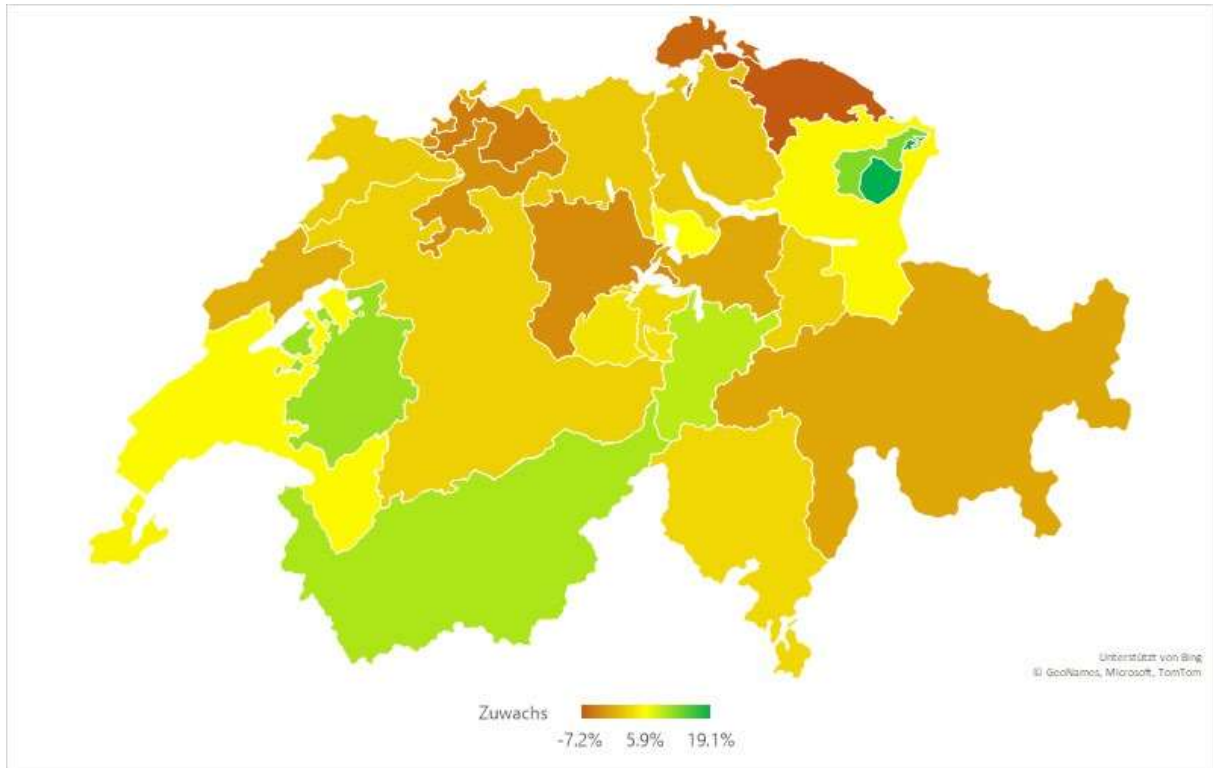 Unterstützt von Bing
© GeoNames, Microsoft, TomTom
Zuwachs
-7.2% 5.9% 19.1%